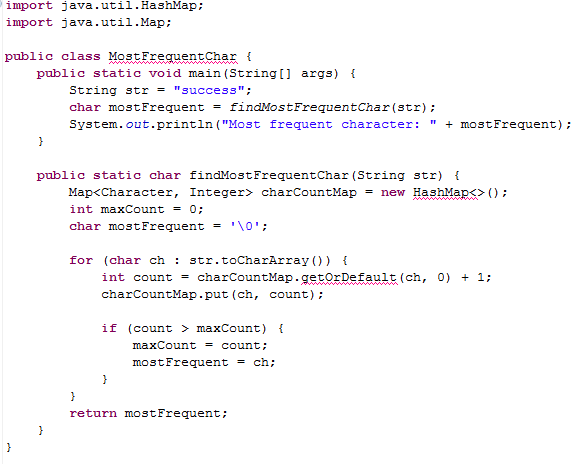 import java.util.HashMap;
import java.util.Map;

public class MostFrequentChar {
    public static void main(String[] args) {
        String str = "success";
        char mostFrequent = findMostFrequentChar(str);
        System.out.println("Most frequent character: " + mostFrequent);
    }

    public static char findMostFrequentChar(String str) {
        Map<Character, Integer> charCountMap = new HashMap<>();
        int maxCount = 0;
        char mostFrequent = '\0';

        for (char ch : str.toCharArray()) {
            int count = charCountMap.getOrDefault(ch, 0) + 1;
            charCountMap.put(ch, count);

            if (count > maxCount) {
                maxCount = count;
                mostFrequent = ch;
            }
        }
        return mostFrequent;
    }
}